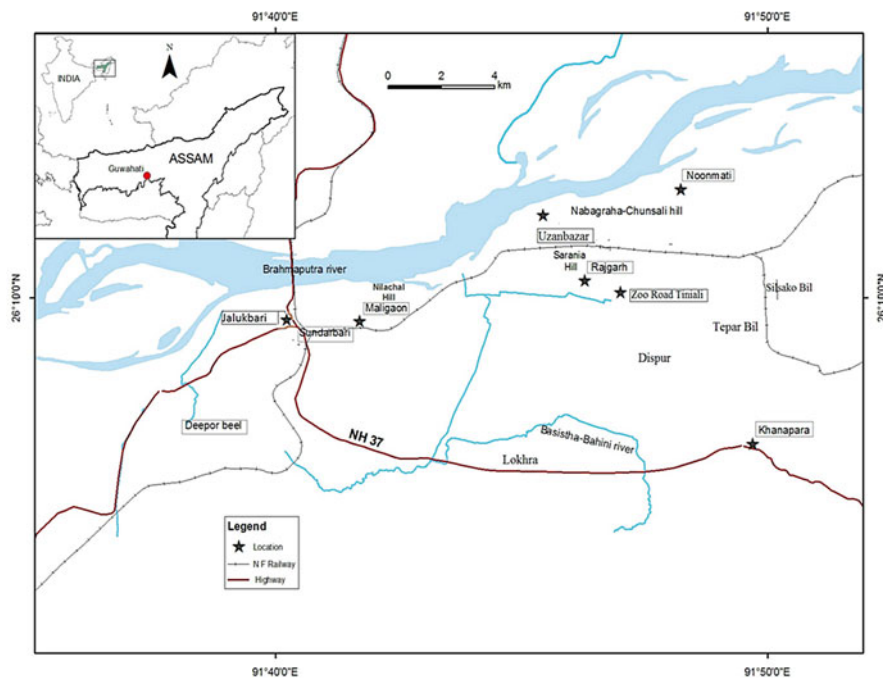 91°40'0"E
91°50'0"E
INDIA
N
ASSAM
Guwahati
0 2 4
km
Noonmati
Nabagraha-Chunsali hill
Uzanbazar
Brahmaputra river
Sarania
Hill
Rajgarh
Nilachal
Hill
Silsako Bil
Zoo Road Tiniali
26°10'0"N
26°10'0"N
Maligaon
Jalukbari
Sundarbari
Tepar Bil
Dispur
Deepor beel
Khanapara
NH 37
Basistha-Bahini river
Lokhra
Legend
Location
N F Railway
Highway
91°40'0"E
91°50'0"E